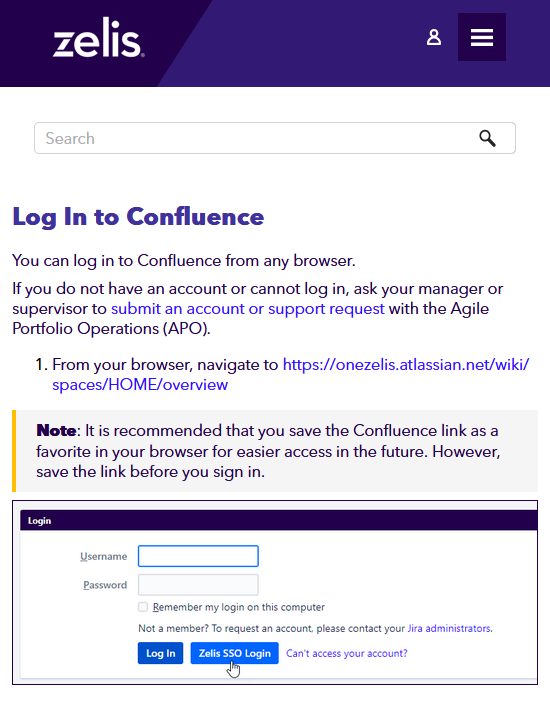 zelis.
Search
Log In to Confluence
You can log in to Confluence from any browser.
If you do not have an account or cannot log in, ask your manager or
supervisor to submit an account or support request with the Agile
Portfolio Operations (APO).
1. From your browser, navigate to https://onezelis.atlassian.net/wiki/
spaces/HOME/overview
Note: It is recommended that you save the Confluence link as a
favorite in your browser for easier access in the future. However,
save the link before you sign in.
Login
Username
Password
Remember my login on this computer
Not a member? To request an account, please contact your Jira administrators.
Log In Zelis SSO Login Can't access your account?